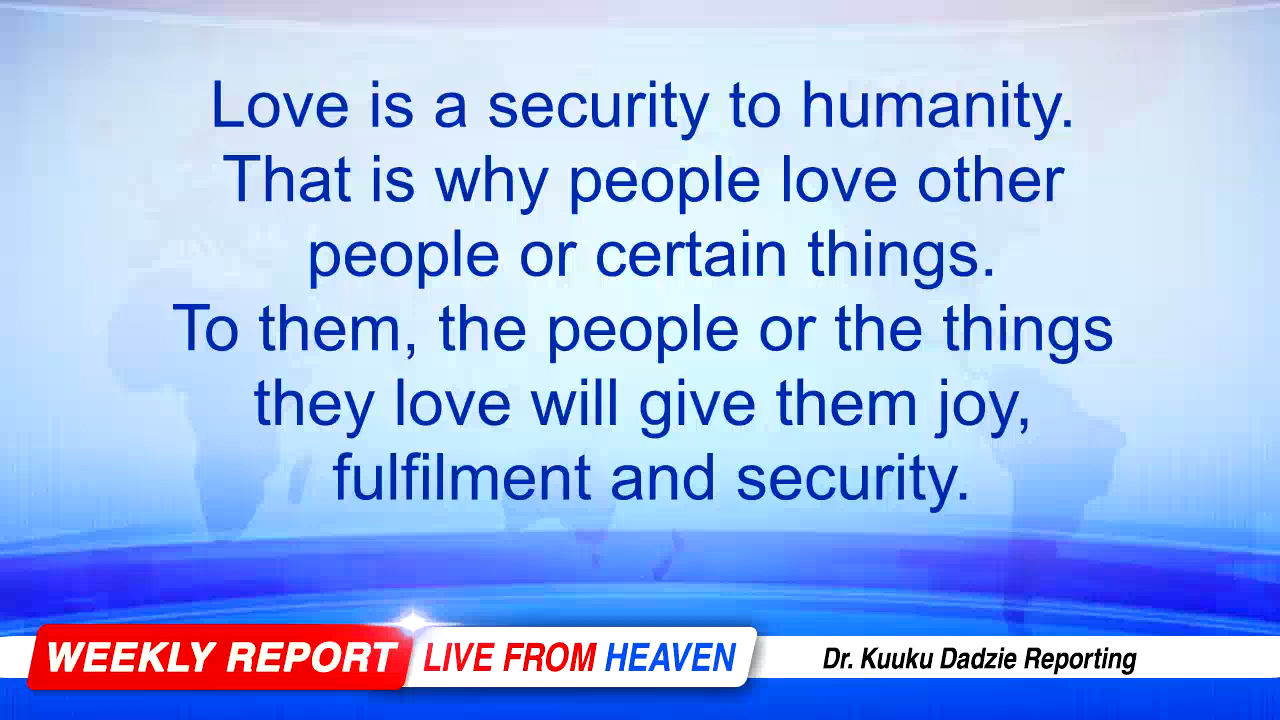 Love is a security to humanity.
That is why people love other
people or certain things.
To them, the people or the things
they love will give them joy,
fulfilment and security.
WEEKLY REPORT LIVE FROM HEAVEN Dr. Kuuku Dadzie Reporting